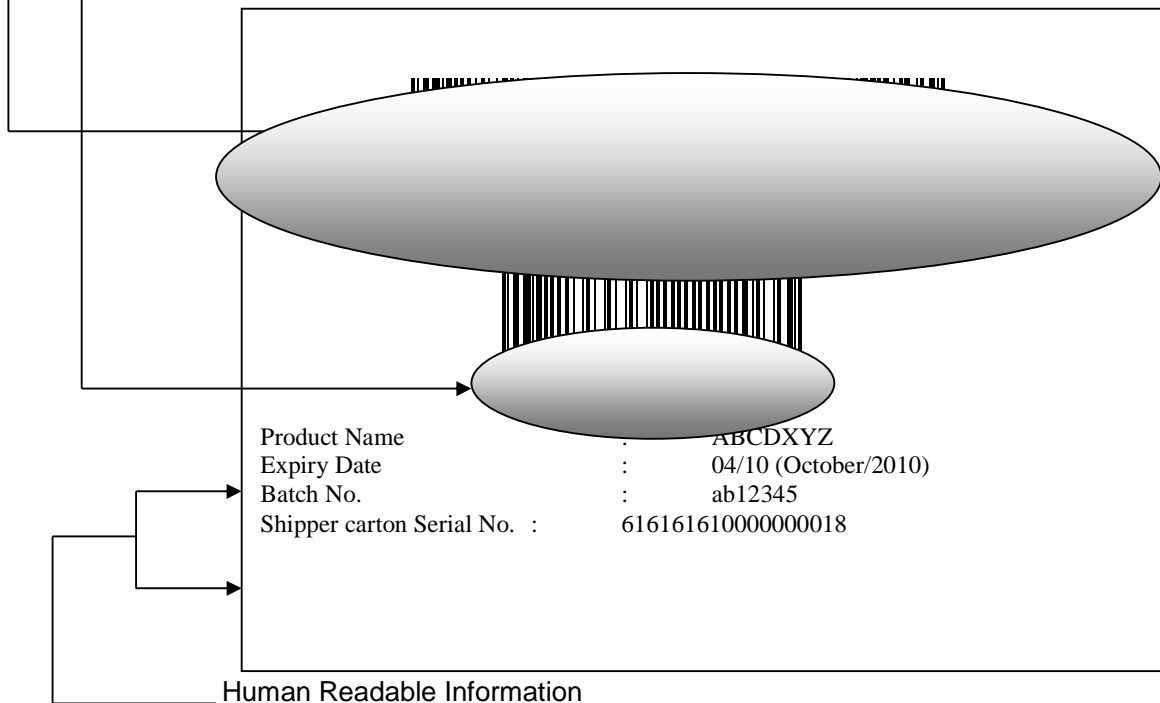 Product Name : ABCDXYZ
Expiry Date : 04/10 (October/2010)
Batch No. : ab12345
Shipper carton Serial No. : 616161610000000018
Human Readable Information